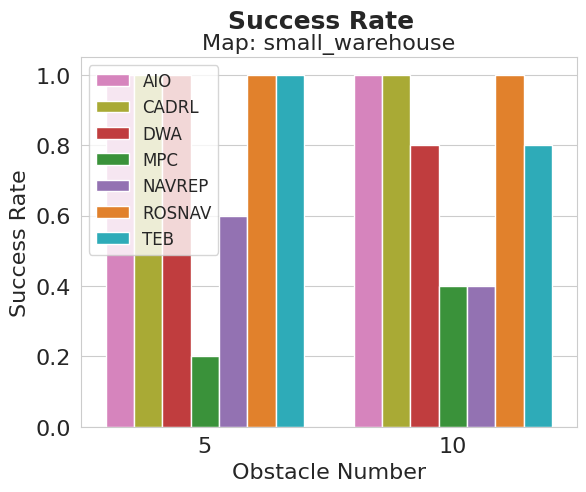 Success Rate
Map: small_warehouse
1.0
0.8
0.6
0.4
0.2
0.0
Success Rate
AIO
CADRL
DWA
MPC
NAVREP
ROSNAV
TEB
5
10
Obstacle Number